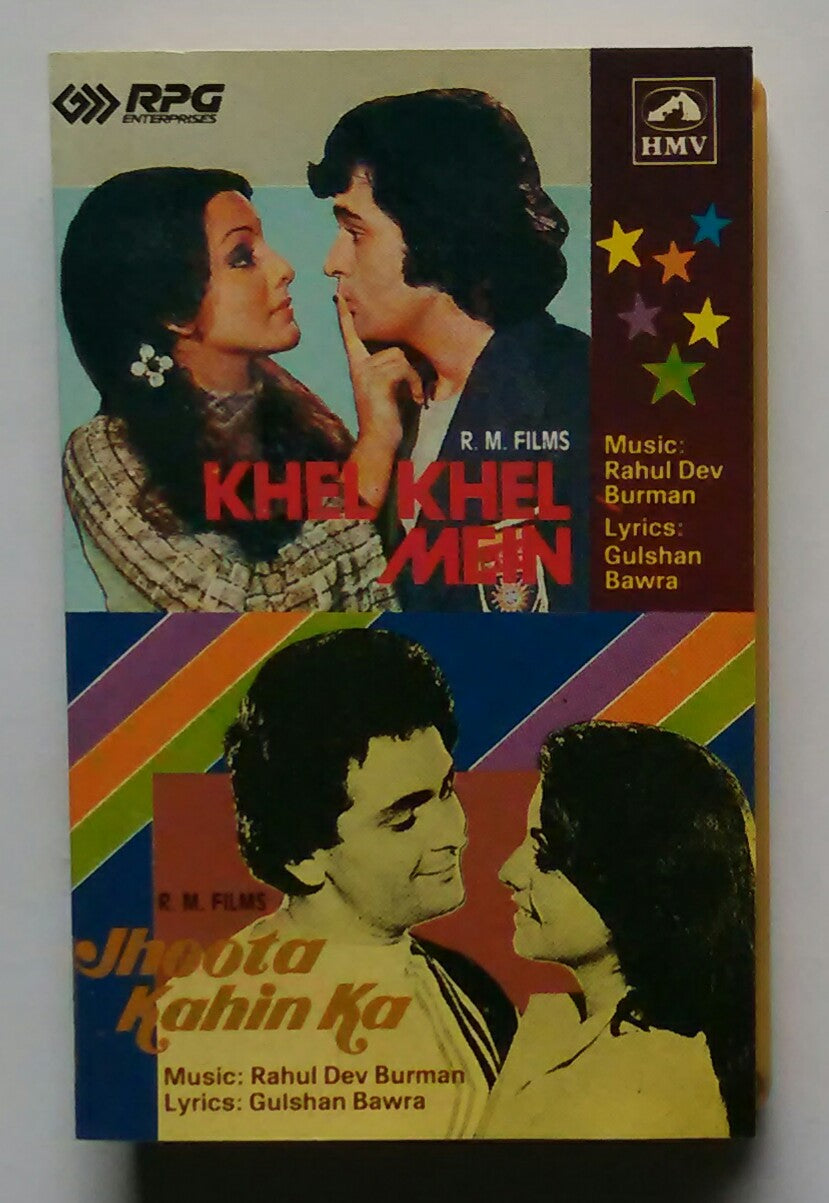 RPG
ENTERPRISES
HMV
R. M. FILMS
KHEL KHEL
MEIN
Music:
Rahul Dev
Burman
Lyrics:
Gulshan
Bawra
R. M. FILMS
Jhoota
Kahin Ka
Music: Rahul Dev Burman
Lyrics: Gulshan Bawra